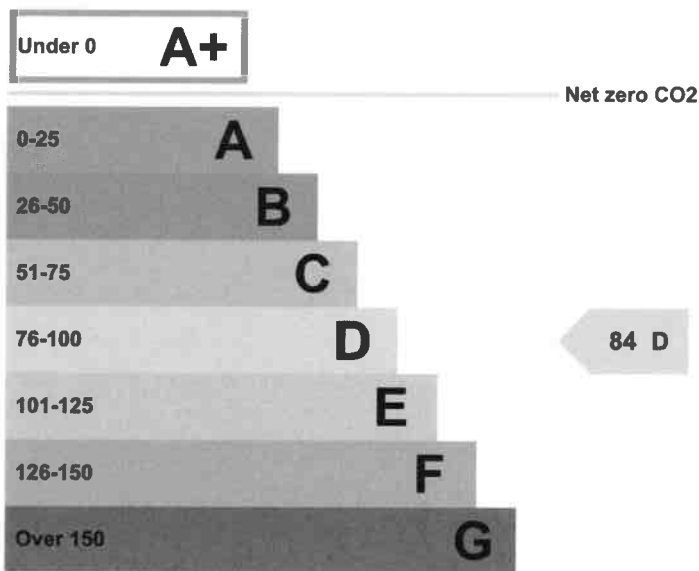 Under 0 A+
Net zero CO2
0-25 A
26-50 B
51-75 C
76-100 D
84 D
101-125 E
126-150 F
Over 150 G